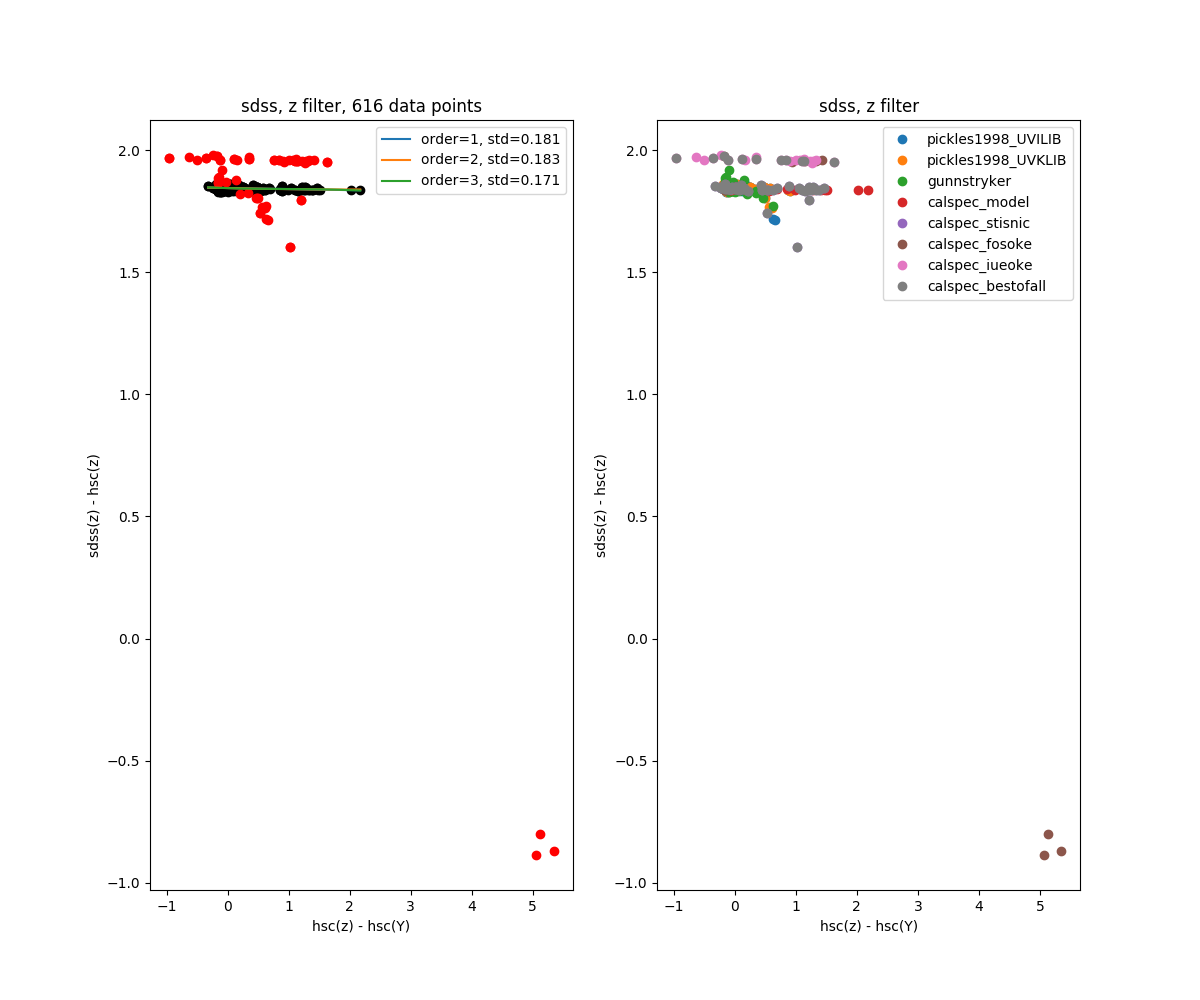 sdss, z filter, 616 data points
order=1, std=0.181
order=2, std=0.183
order=3, std=0.171
2.0
1.5
1.0
0.5
0.0
−0.5
−1.0
sdss(z) - hsc(z)
−1 0 1 2 3 4 5
hsc(z) - hsc(Y)
sdss, z filter
pickles1998_UVILIB
pickles1998_UVKLIB
gunnstryker
calspec_model
calspec_stisnic
calspec_fosoke
calspec_iueoke
calspec_bestofall
2.0
1.5
1.0
0.5
0.0
−0.5
−1.0
sdss(z) - hsc(z)
−1 0 1 2 3 4 5
hsc(z) - hsc(Y)